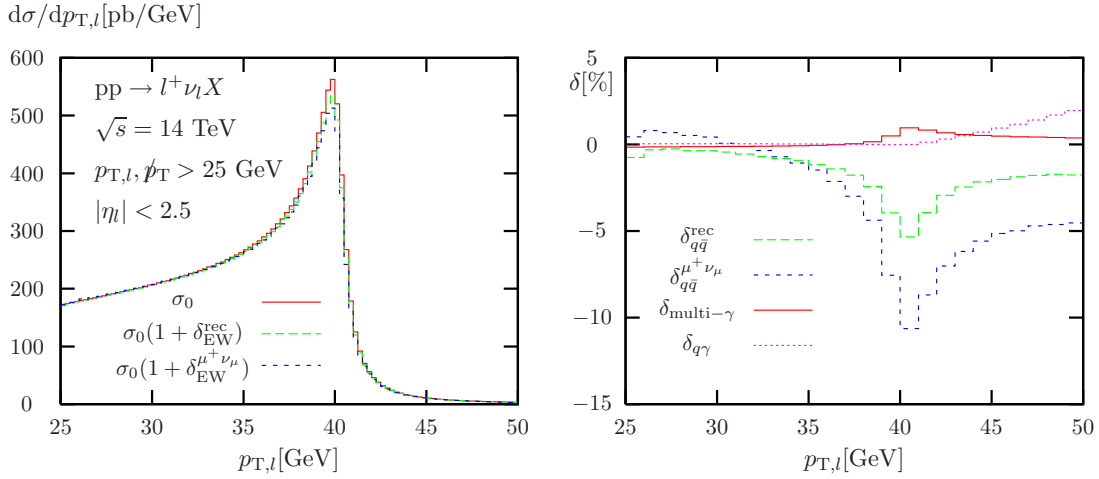 dσ/dp_{T,l}[pb/GeV]
600
500
400
300
200
100
0
pp → l⁺ν_l X
√s = 14 TeV
p_{T,l}, p̸_T > 25 GeV
|η_l| < 2.5
σ₀
σ₀(1 + δ_{EW}^{rec})
σ₀(1 + δ_{EW}^{μ⁺ν_μ})
25 30 35 40 45 50
p_{T,l}[GeV]
5
δ[%]
0
−5
−10
−15
δ_{qq̄}^{rec}
δ_{qq̄}^{μ⁺ν_μ}
δ_{multi−γ}
δ_{qγ}
25 30 35 40 45 50
p_{T,l}[GeV]